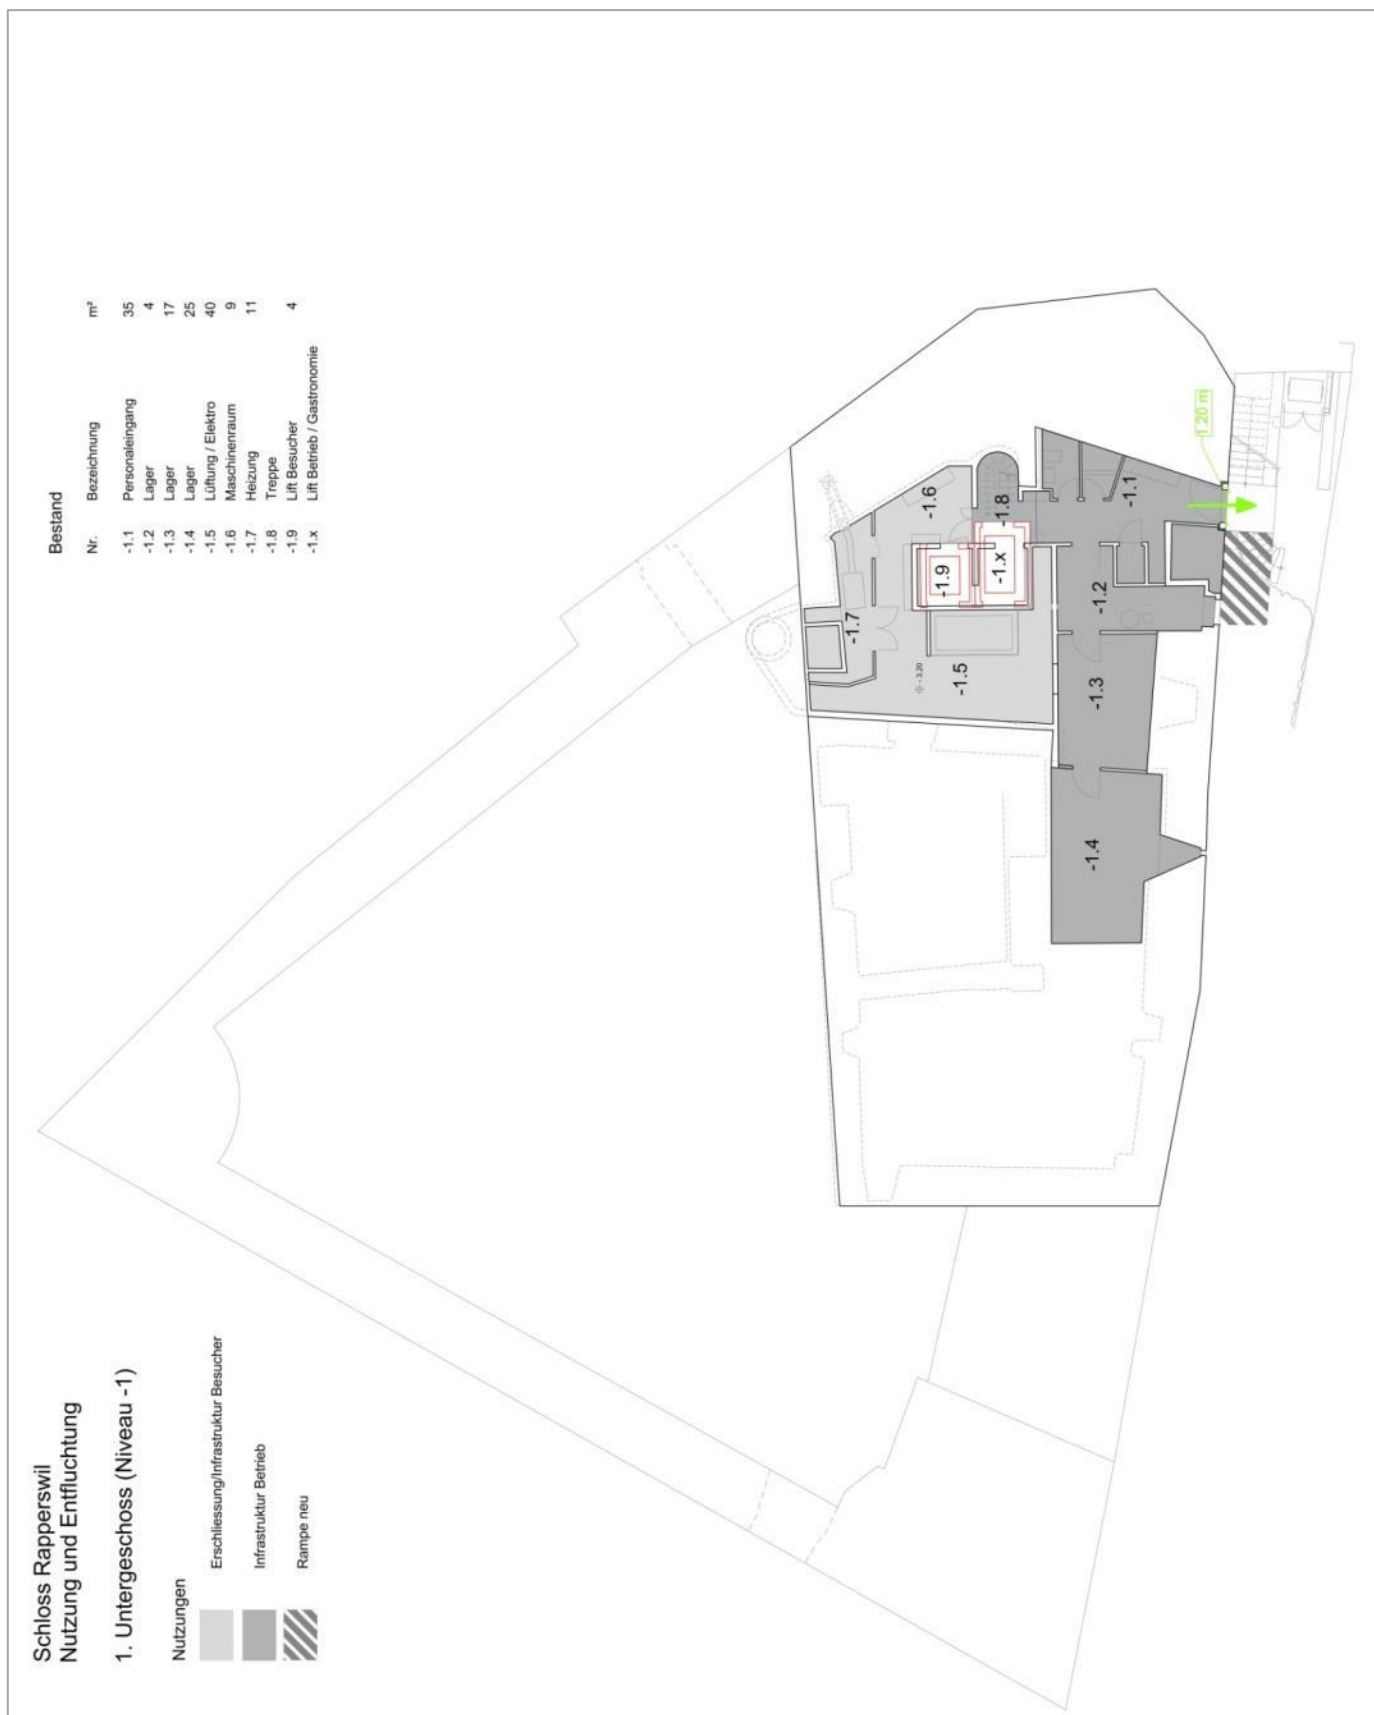 Schloss Rapperswil
Nutzung und Entfluchtung
1. Untergeschoss (Niveau -1)
Nutzungen
Erschliessung/Infrastruktur Besucher
Infrastruktur Betrieb
Rampe neu
Bestand
Nr. Bezeichnung m²
-1.1 Personaleingang 35
-1.2 Lager 4
-1.3 Lager 17
-1.4 Lager 25
-1.5 Lüftung / Elektro 40
-1.6 Maschinenraum 9
-1.7 Heizung 11
-1.8 Treppe
-1.9 Lift Besucher 4
-1.x Lift Betrieb / Gastronomie
-1.7
-1.6
-1.9
-1.x
-1.8
-3.20
-1.5
-1.1
-1.2
-1.3
-1.4
1.20 m